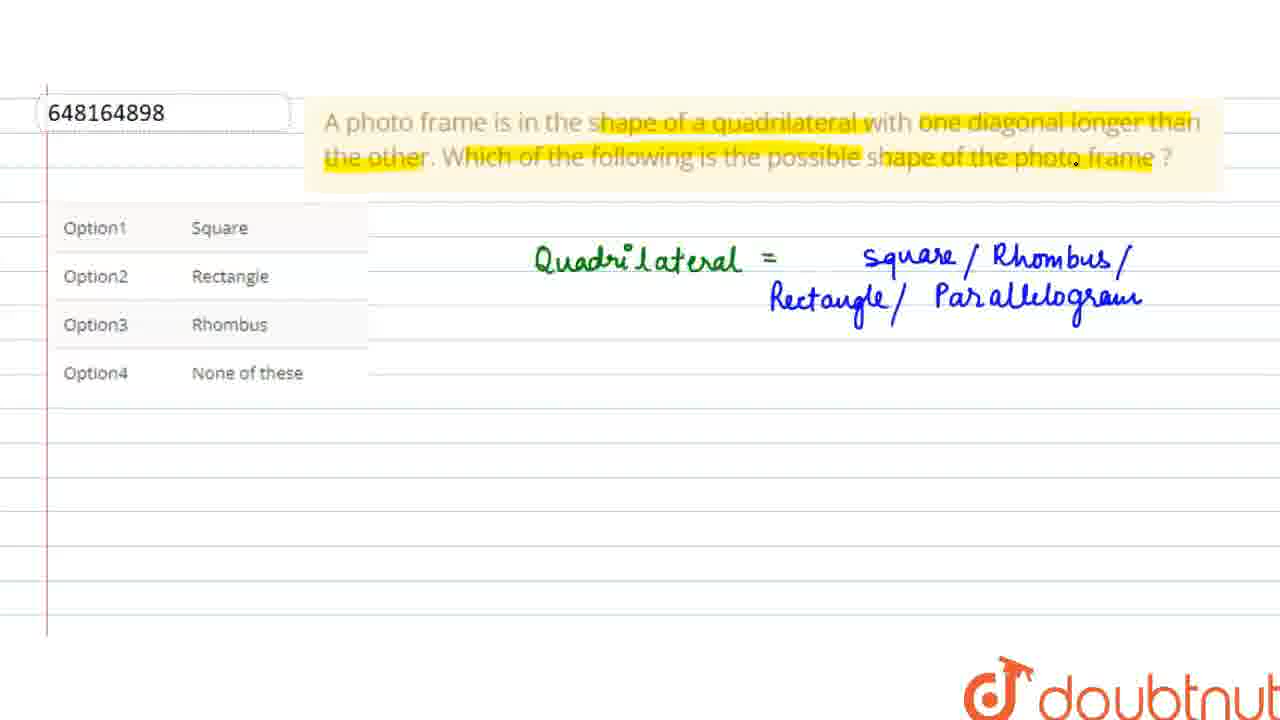 648164898
A photo frame is in the shape of a quadrilateral with one diagonal longer than
the other. Which of the following is the possible shape of the photo frame ?
Option1 Square
Option2 Rectangle
Option3 Rhombus
Option4 None of these
Quadrilateral = square / Rhombus /
Rectangle / Parallelogram
doubtnut